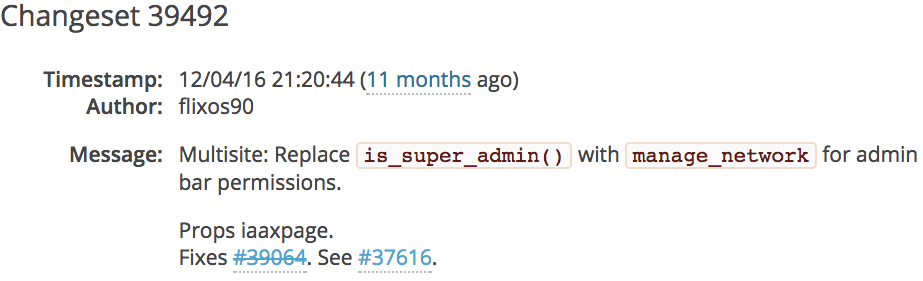 Changeset 39492
Timestamp: 12/04/16 21:20:44 (11 months ago)
Author: flixos90
Message: Multisite: Replace is_super_admin() with manage_network for admin
bar permissions.
Props iaaxpage.
Fixes #39064. See #37616.